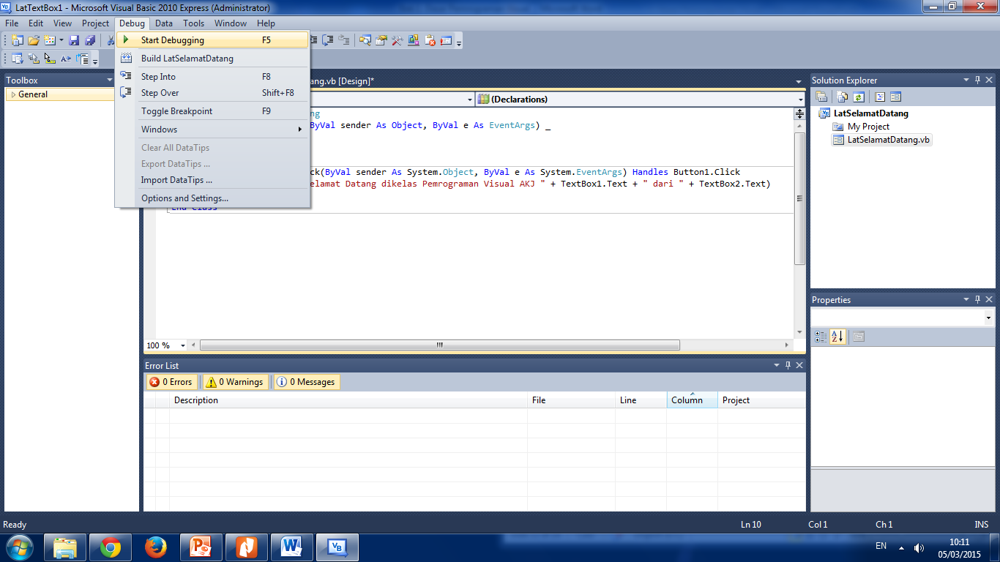 LatTextBox1 - Microsoft Visual Basic 2010 Express (Administrator)
File Edit View Project Debug Data Tools Window Help
Start Debugging F5
Build LatSelamatDatang
Step Into F8
Step Over Shift+F8
Toggle Breakpoint F9
Windows
Clear All DataTips
Export DataTips ...
Import DataTips ...
Options and Settings...
Toolbox
General
ang.vb [Design]*
(Declarations)
ng
ByVal sender As Object, ByVal e As EventArgs) _
ck(ByVal sender As System.Object, ByVal e As System.EventArgs) Handles Button1.Click
elamat Datang dikelas Pemrograman Visual AKJ " + TextBox1.Text + " dari " + TextBox2.Text)
End Class
100 %
Solution Explorer
LatSelamatDatang
My Project
LatSelamatDatang.vb
Properties
Error List
0 Errors 0 Warnings 0 Messages
Description File Line Column Project
Ready Ln 10 Col 1 Ch 1 INS
EN
10:11
05/03/2015